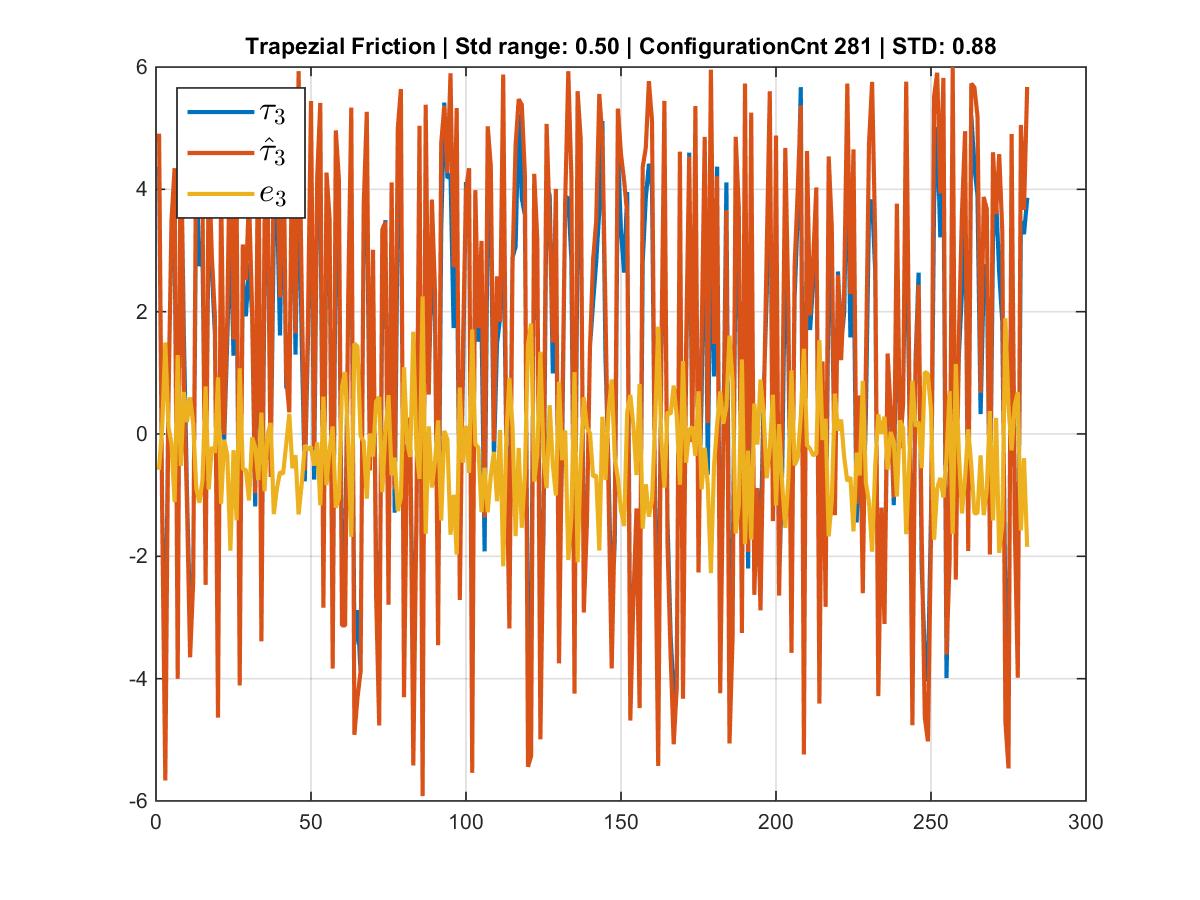 Trapezial Friction | Std range: 0.50 | ConfigurationCnt 281 | STD: 0.88
6
4
2
0
-2
-4
-6
τ₃
τ̂₃
e₃
0 50 100 150 200 250 300